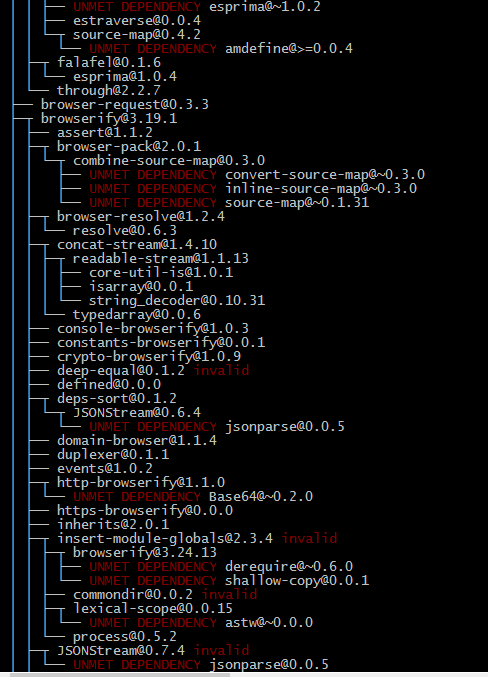 UNMET DEPENDENCY esprima@~1.0.2
estraverse@0.0.4
source-map@0.4.2
UNMET DEPENDENCY amdefine@>=0.0.4
falafel@0.1.6
esprima@1.0.4
through@2.2.7
browser-request@0.3.3
browserify@3.19.1
assert@1.1.2
browser-pack@2.0.1
combine-source-map@0.3.0
UNMET DEPENDENCY convert-source-map@~0.3.0
UNMET DEPENDENCY inline-source-map@~0.3.0
UNMET DEPENDENCY source-map@~0.1.31
browser-resolve@1.2.4
resolve@0.6.3
concat-stream@1.4.10
readable-stream@1.1.13
core-util-is@1.0.1
isarray@0.0.1
string_decoder@0.10.31
typedarray@0.0.6
console-browserify@1.0.3
constants-browserify@0.0.1
crypto-browserify@1.0.9
deep-equal@0.1.2 invalid
defined@0.0.0
deps-sort@0.1.2
JSONStream@0.6.4
UNMET DEPENDENCY jsonparse@0.0.5
domain-browser@1.1.4
duplexer@0.1.1
events@1.0.2
http-browserify@1.1.0
UNMET DEPENDENCY Base64@~0.2.0
https-browserify@0.0.0
inherits@2.0.1
insert-module-globals@2.3.4 invalid
browserify@3.24.13
UNMET DEPENDENCY derequire@~0.6.0
UNMET DEPENDENCY shallow-copy@0.0.1
commondir@0.0.2 invalid
lexical-scope@0.0.15
UNMET DEPENDENCY astw@~0.0.0
process@0.5.2
JSONStream@0.7.4 invalid
UNMET DEPENDENCY jsonparse@0.0.5